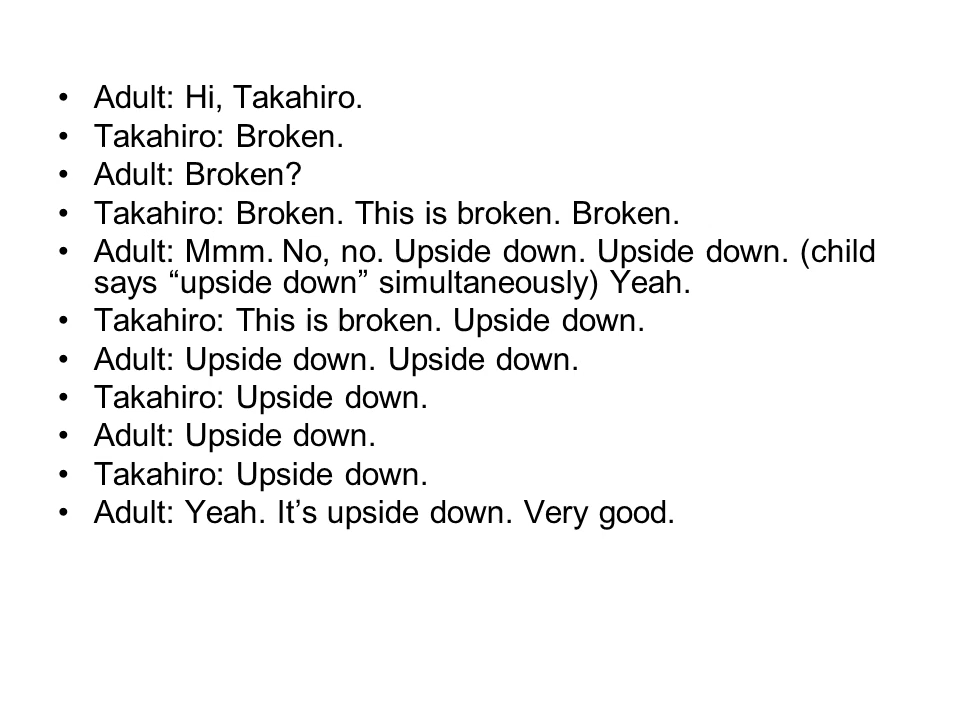 • Adult: Hi, Takahiro.
• Takahiro: Broken.
• Adult: Broken?
• Takahiro: Broken. This is broken. Broken.
• Adult: Mmm. No, no. Upside down. Upside down. (child
says “upside down” simultaneously) Yeah.
• Takahiro: This is broken. Upside down.
• Adult: Upside down. Upside down.
• Takahiro: Upside down.
• Adult: Upside down.
• Takahiro: Upside down.
• Adult: Yeah. It’s upside down. Very good.